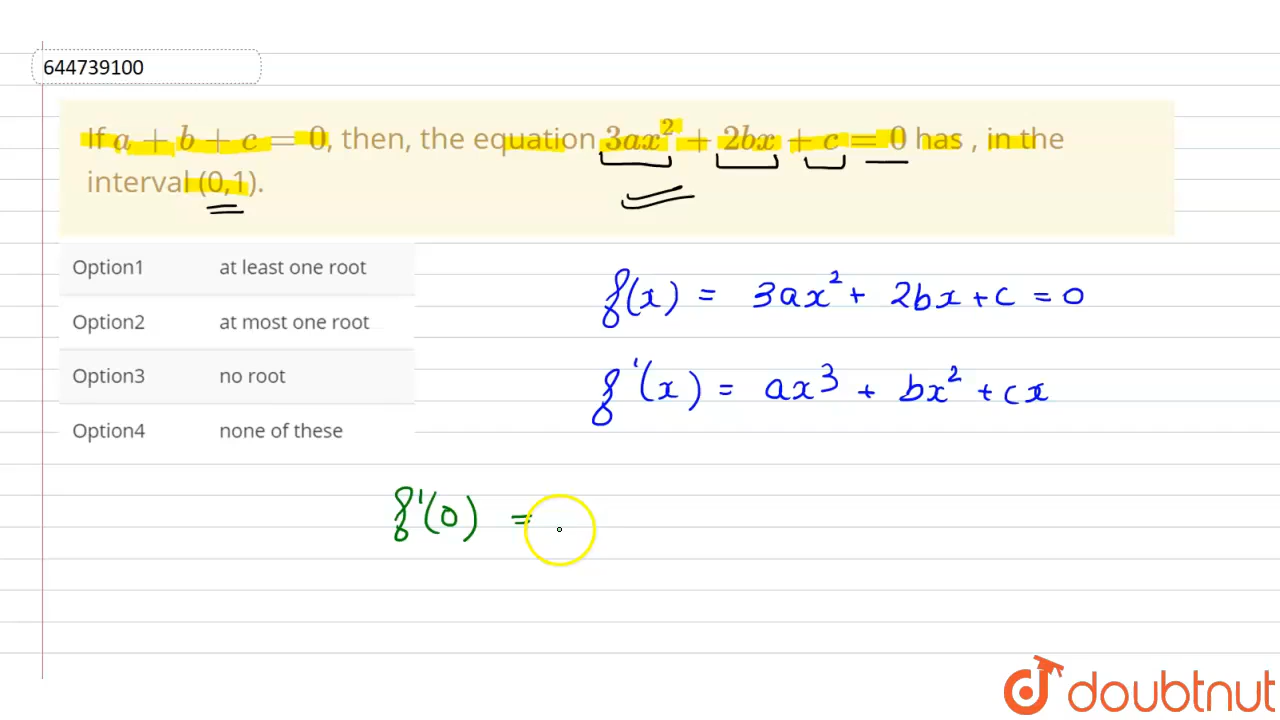 644739100
If a + b + c = 0, then, the equation 3ax² + 2bx + c = 0 has , in the
interval (0,1).
Option1 at least one root
Option2 at most one root
Option3 no root
Option4 none of these
f(x) = 3ax² + 2bx + c = 0
f'(x) = ax³ + bx² + cx
f'(0) =
doubtnut